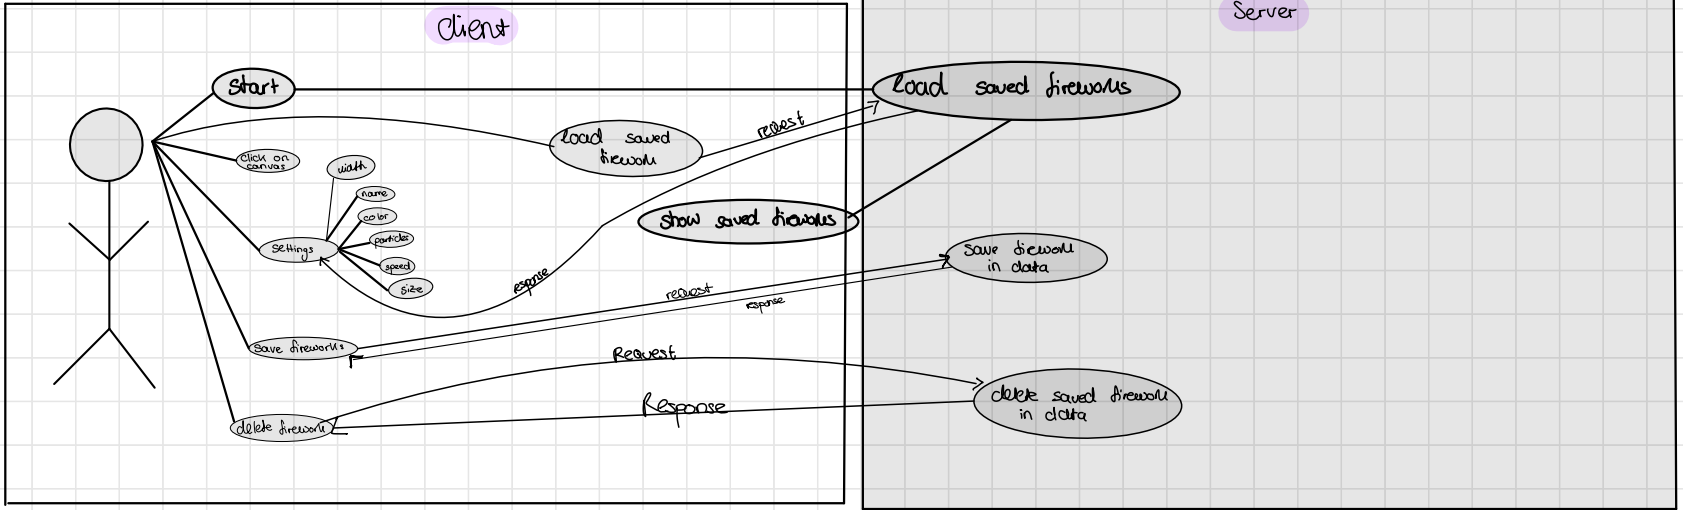 Client
Server
start
load saved fireworks
load saved
firework
request
click on
canvas
width
name
color
particles
speed
size
settings
show saved fireworks
save firework
in data
response
request
response
save fireworks
Request
delete saved firework
in data
Response
delete firework